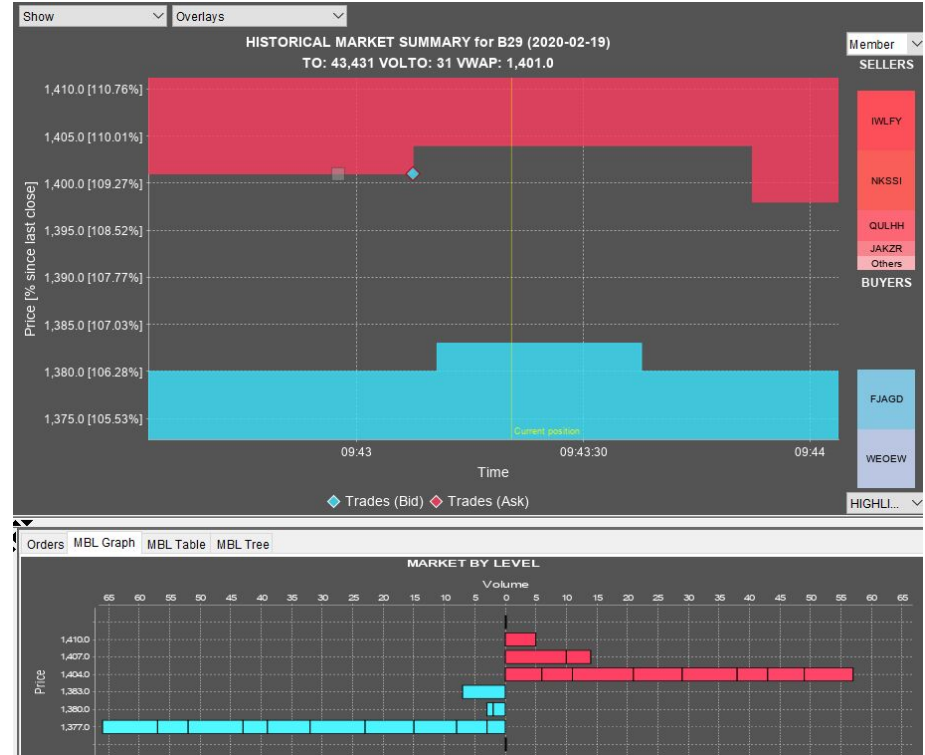 Show Overlays
HISTORICAL MARKET SUMMARY for B29 (2020-02-19)
TO: 43,431 VOLTO: 31 VWAP: 1,401.0
Member
SELLERS
1,410.0 [110.76%]
1,405.0 [110.01%]
1,400.0 [109.27%]
1,395.0 [108.52%]
1,390.0 [107.77%]
1,385.0 [107.03%]
1,380.0 [106.28%]
1,375.0 [105.53%]
Price [% since last close]
IWLFY
NKSSI
QULHH
JAKZR
Others
BUYERS
FJAGD
WEOEW
Current position
09:43 09:43:30 09:44
Time
Trades (Bid) Trades (Ask)
HIGHLI...
Orders MBL Graph MBL Table MBL Tree
MARKET BY LEVEL
Volume
65 60 55 50 45 40 35 30 25 20 15 10 5 0 5 10 15 20 25 30 35 40 45 50 55 60 65
1,410.0
1,407.0
1,404.0
1,383.0
1,380.0
1,377.0
Price